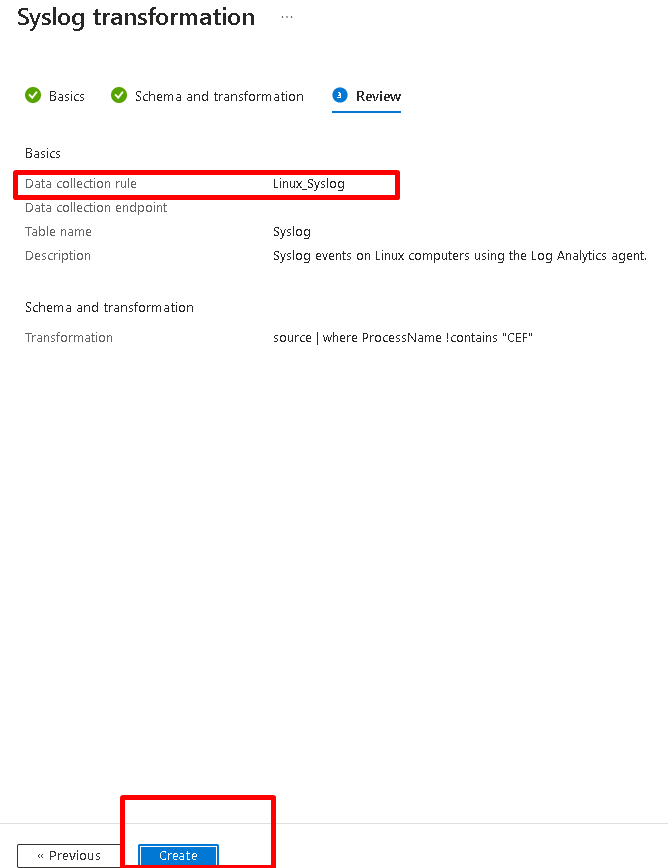 Syslog transformation ...
Basics Schema and transformation 3 Review
Basics
Data collection rule Linux_Syslog
Data collection endpoint
Table name Syslog
Description Syslog events on Linux computers using the Log Analytics agent.
Schema and transformation
Transformation source | where ProcessName !contains "CEF"
« Previous Create